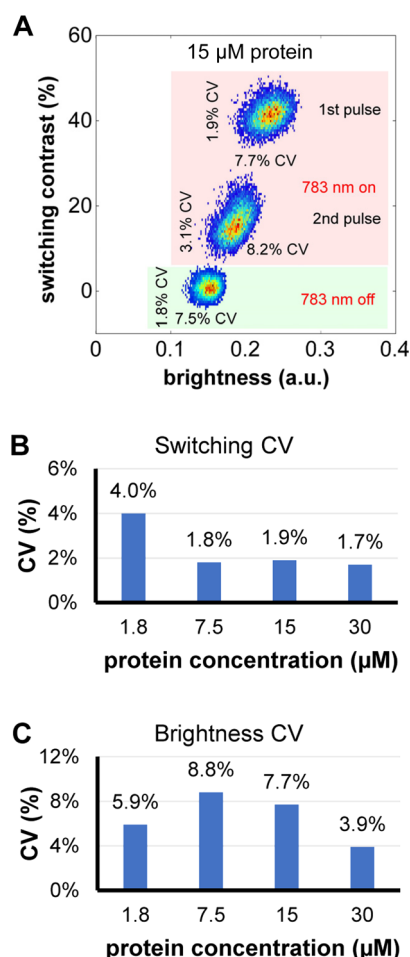 A
15 µM protein
switching contrast (%)
60
40
20
0
1.9% CV
1st pulse
7.7% CV
783 nm on
3.1% CV
2nd pulse
8.2% CV
1.8% CV
7.5% CV
783 nm off
0 0.1 0.2 0.3 0.4
brightness (a.u.)
B
Switching CV
CV (%)
6%
4%
2%
0%
4.0%
1.8%
1.9%
1.7%
1.8 7.5 15 30
protein concentration (µM)
C
Brightness CV
CV (%)
12%
8%
4%
0%
5.9%
8.8%
7.7%
3.9%
1.8 7.5 15 30
protein concentration (µM)